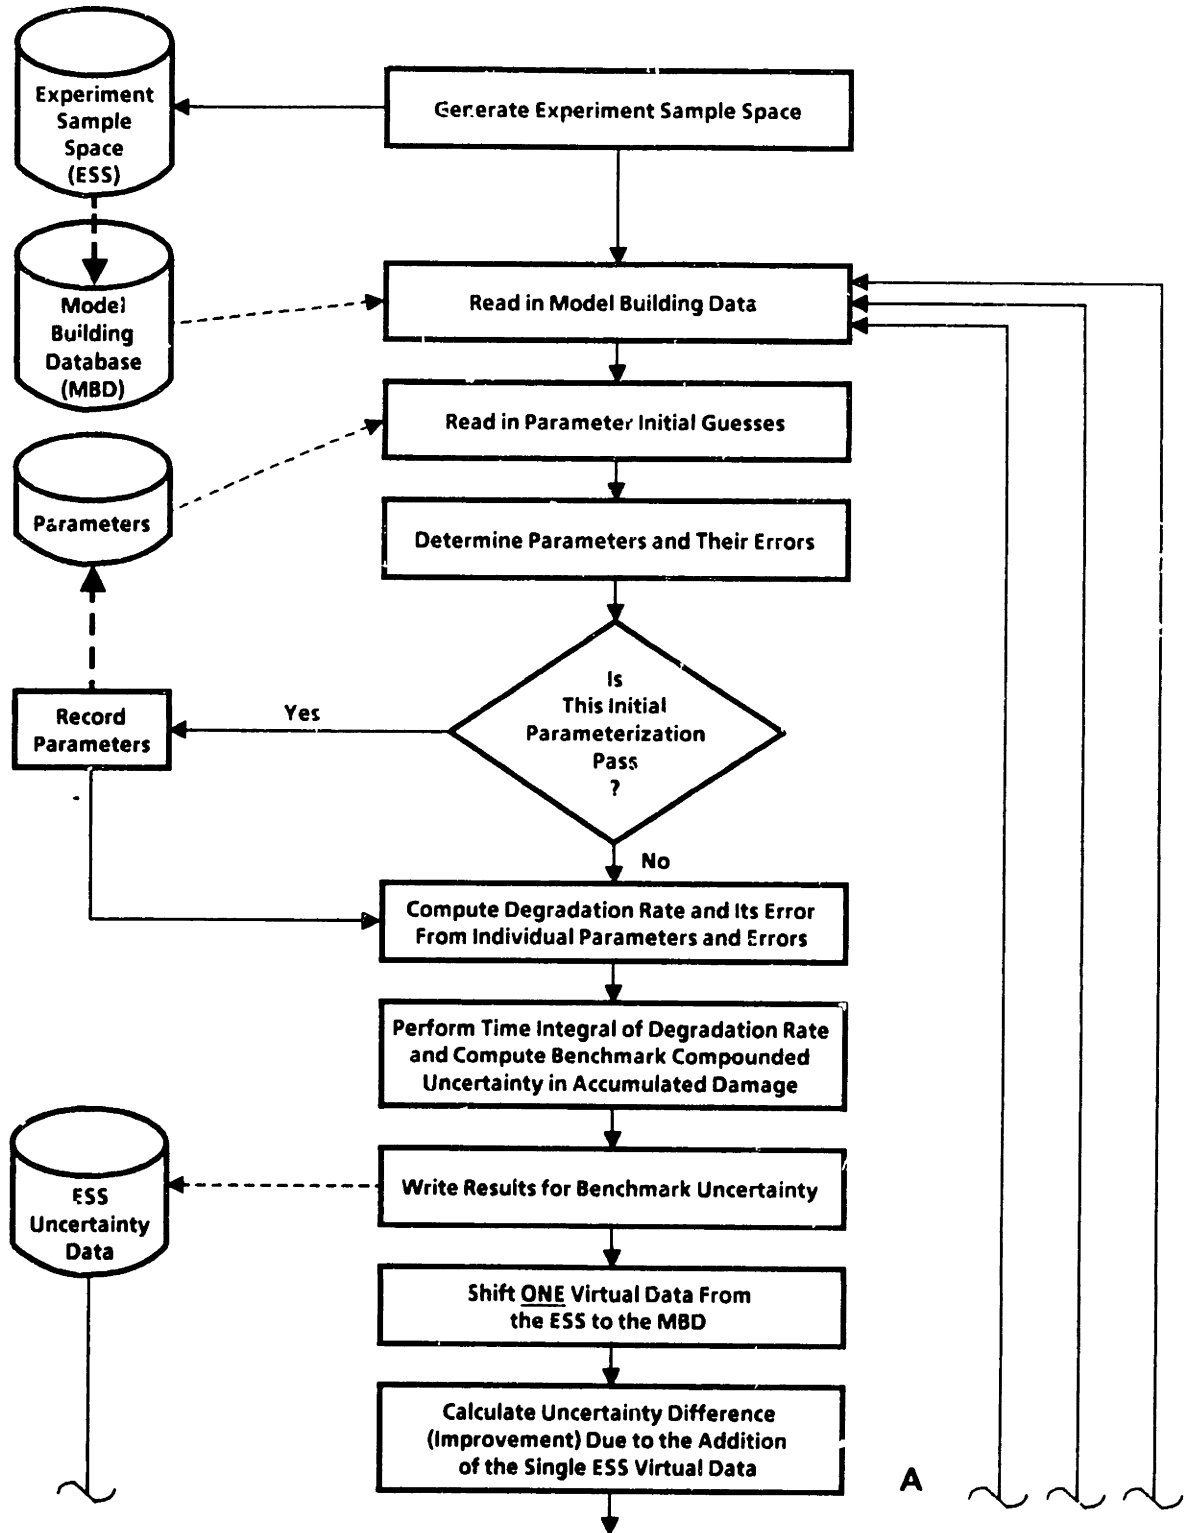 Experiment
Sample
Space
(ESS)
Generate Experiment Sample Space
Model
Building
Database
(MBD)
Read in Model Building Data
Read in Parameter Initial Guesses
Parameters
Determine Parameters and Their Errors
Is
This Initial
Parameterization
Pass
?
Yes
Record
Parameters
No
Compute Degradation Rate and Its Error
From Individual Parameters and Errors
Perform Time Integral of Degradation Rate
and Compute Benchmark Compounded
Uncertainty in Accumulated Damage
ESS
Uncertainty
Data
Write Results for Benchmark Uncertainty
Shift ONE Virtual Data From
the ESS to the MBD
Calculate Uncertainty Difference
(Improvement) Due to the Addition
of the Single ESS Virtual Data
A